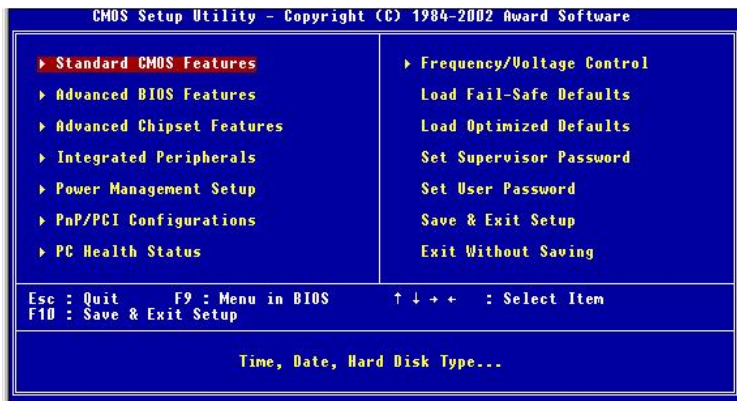 CMOS Setup Utility - Copyright (C) 1984-2002 Award Software
▸ Standard CMOS Features
▸ Advanced BIOS Features
▸ Advanced Chipset Features
▸ Integrated Peripherals
▸ Power Management Setup
▸ PnP/PCI Configurations
▸ PC Health Status
▸ Frequency/Voltage Control
Load Fail-Safe Defaults
Load Optimized Defaults
Set Supervisor Password
Set User Password
Save & Exit Setup
Exit Without Saving
Esc : Quit F9 : Menu in BIOS ↑ ↓ → ← : Select Item
F10 : Save & Exit Setup
Time, Date, Hard Disk Type...